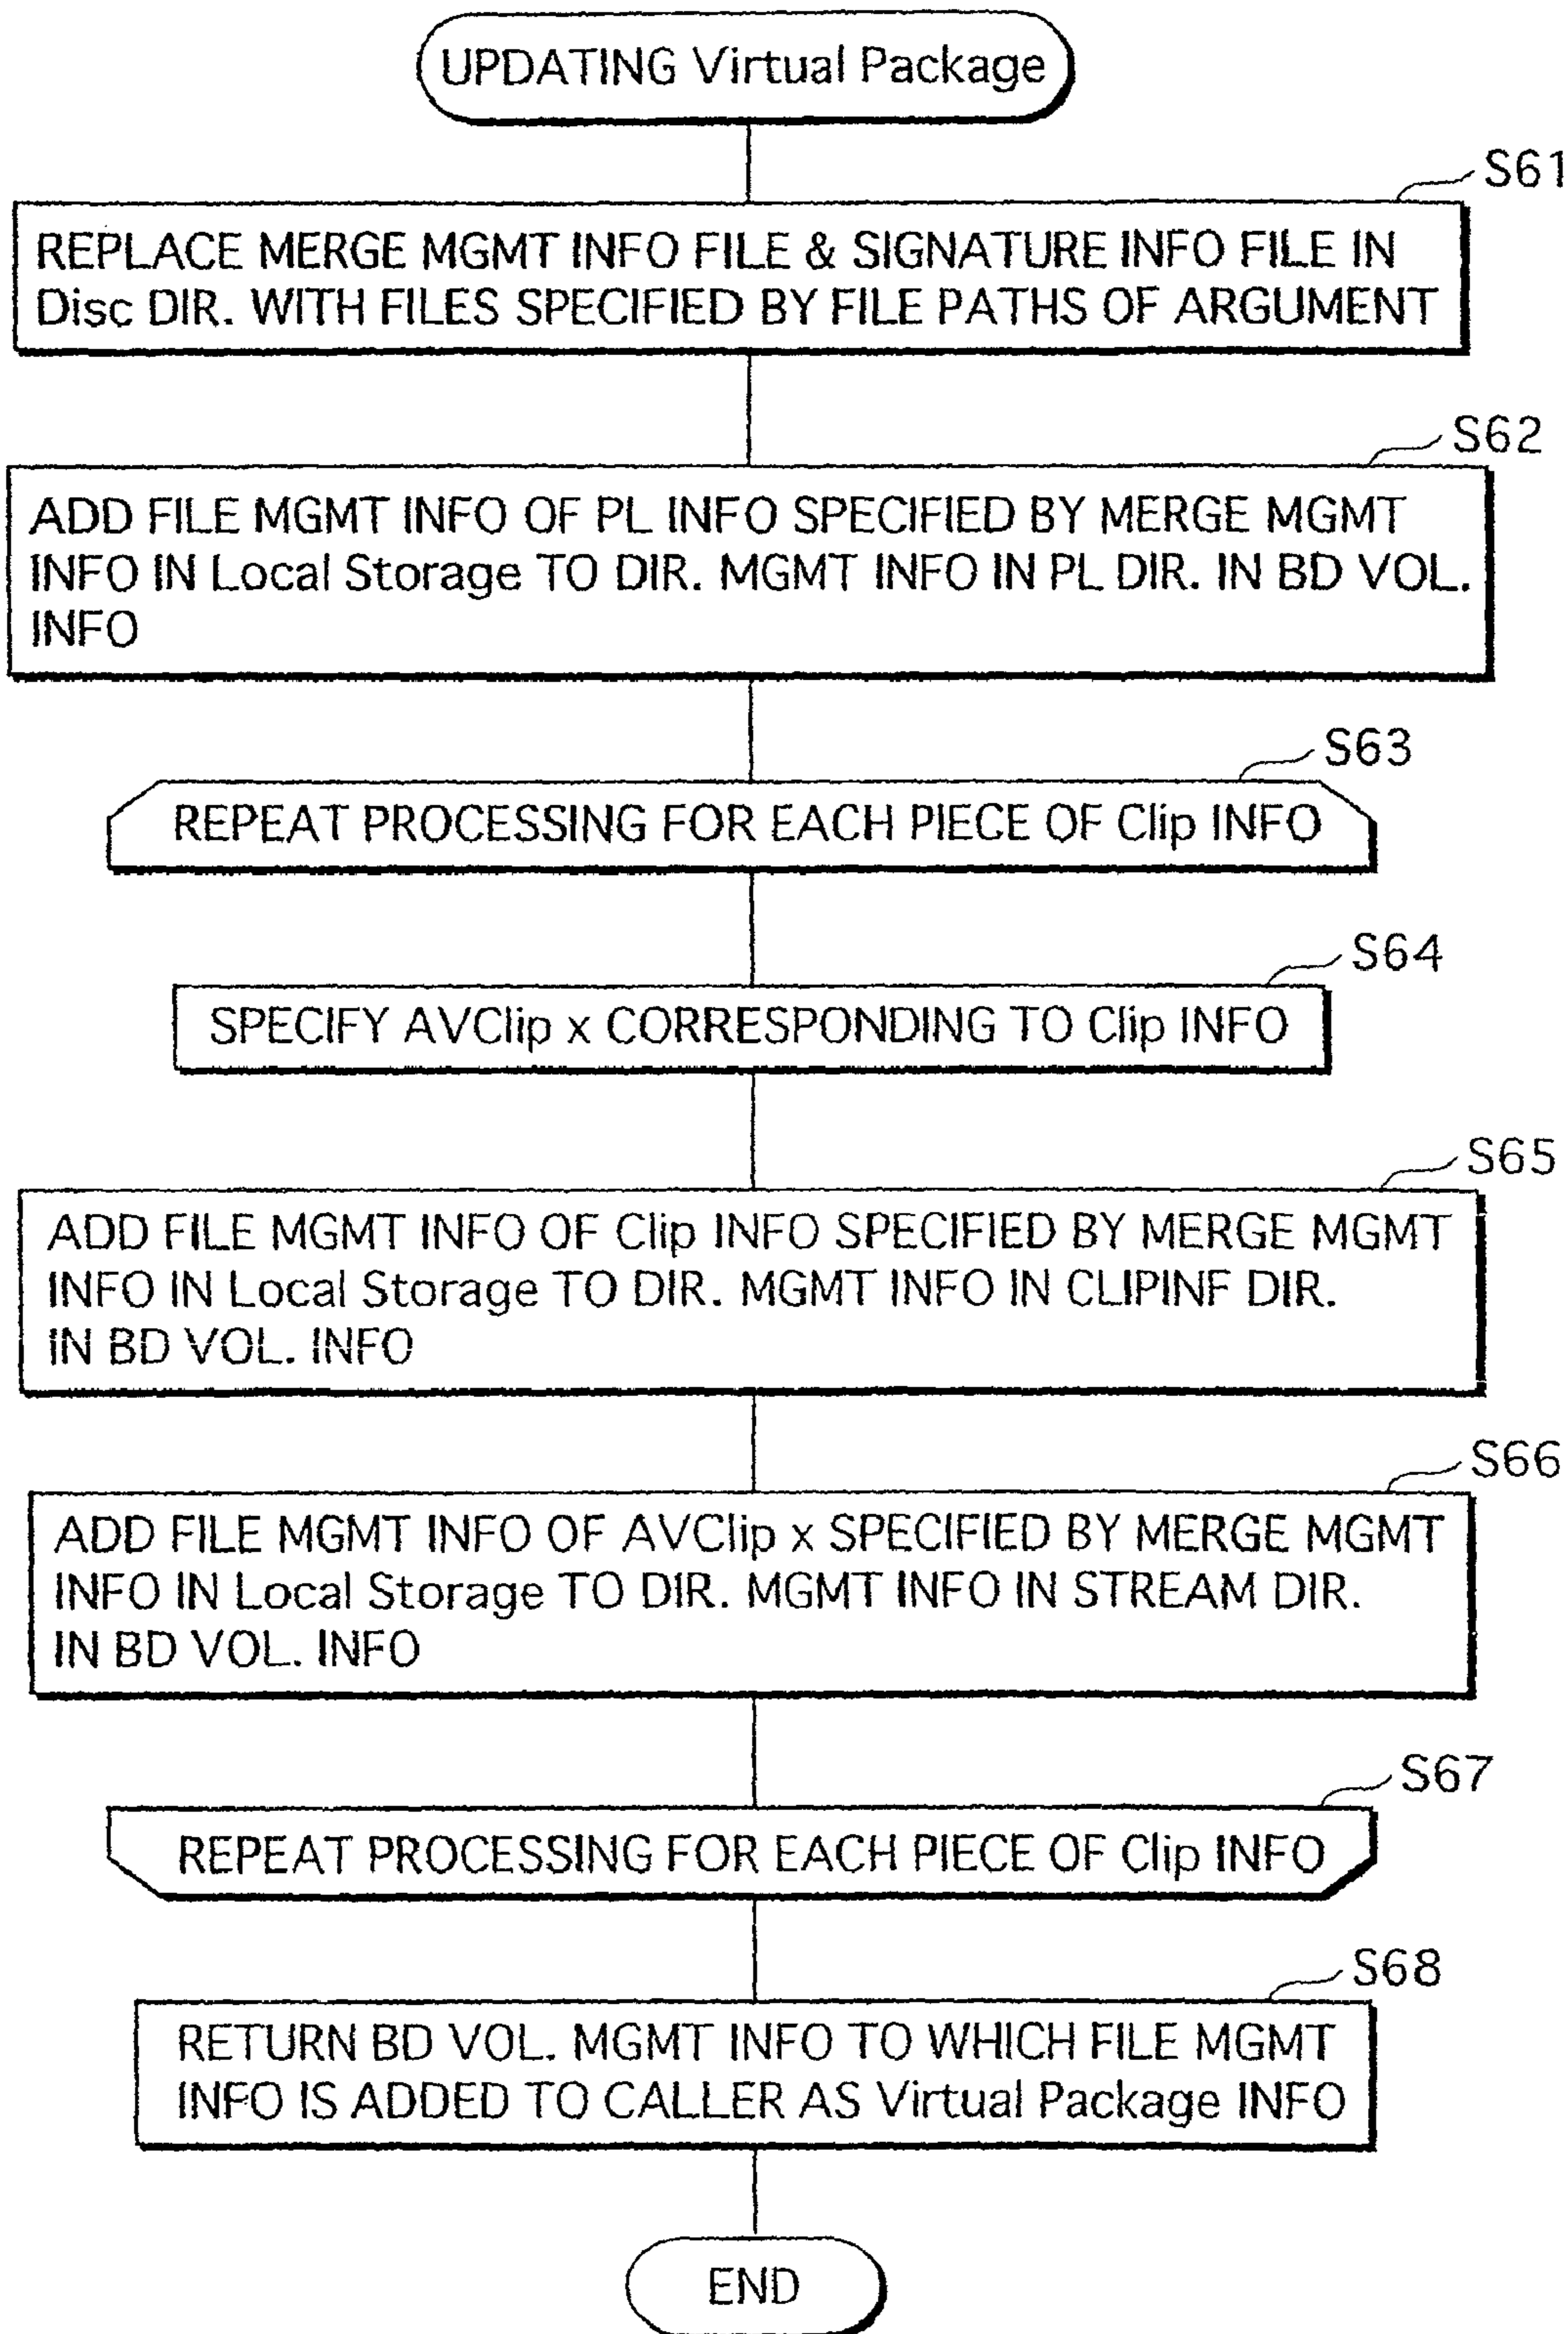 UPDATING Virtual Package
S61
REPLACE MERGE MGMT INFO FILE & SIGNATURE INFO FILE IN
Disc DIR. WITH FILES SPECIFIED BY FILE PATHS OF ARGUMENT
S62
ADD FILE MGMT INFO OF PL INFO SPECIFIED BY MERGE MGMT
INFO IN Local Storage TO DIR. MGMT INFO IN PL DIR. IN BD VOL.
INFO
S63
REPEAT PROCESSING FOR EACH PIECE OF Clip INFO
S64
SPECIFY AVClip x CORRESPONDING TO Clip INFO
S65
ADD FILE MGMT INFO OF Clip INFO SPECIFIED BY MERGE MGMT
INFO IN Local Storage TO DIR. MGMT INFO IN CLIPINF DIR.
IN BD VOL. INFO
S66
ADD FILE MGMT INFO OF AVClip x SPECIFIED BY MERGE MGMT
INFO IN Local Storage TO DIR. MGMT INFO IN STREAM DIR.
IN BD VOL. INFO
S67
REPEAT PROCESSING FOR EACH PIECE OF Clip INFO
S68
RETURN BD VOL. MGMT INFO TO WHICH FILE MGMT
INFO IS ADDED TO CALLER AS Virtual Package INFO
END